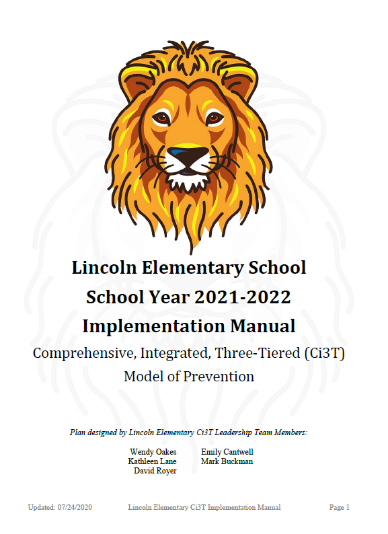 Lincoln Elementary School
School Year 2021-2022
Implementation Manual
Comprehensive, Integrated, Three-Tiered (Ci3T)
Model of Prevention
Plan designed by Lincoln Elementary Ci3T Leadership Team Members:
Wendy Oakes Emily Cantwell
Kathleen Lane Mark Buckman
David Royer
Updated: 07/24/2020 Lincoln Elementary Ci3T Implementation Manual Page 1